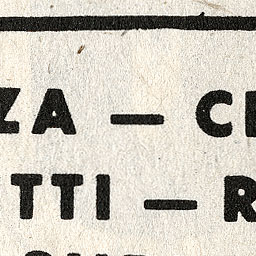 ZA — C
TTI — R